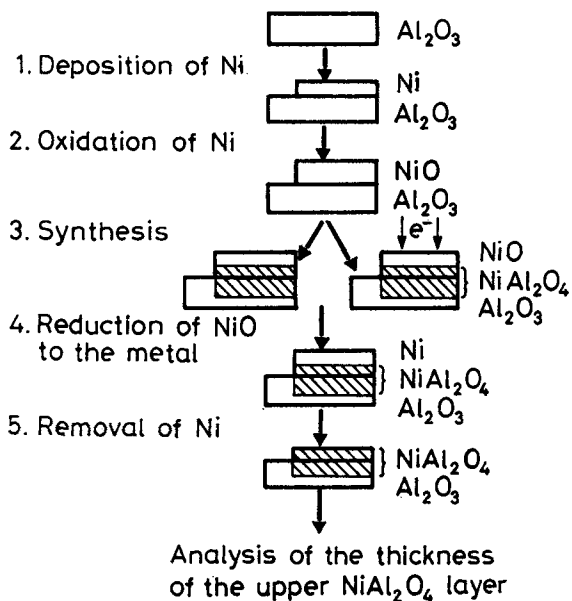 Al₂O₃
1. Deposition of Ni
Ni
Al₂O₃
2. Oxidation of Ni
NiO
Al₂O₃
3. Synthesis
e⁻
NiO
NiAl₂O₄
Al₂O₃
4. Reduction of NiO
to the metal
Ni
NiAl₂O₄
Al₂O₃
5. Removal of Ni
NiAl₂O₄
Al₂O₃
Analysis of the thickness
of the upper NiAl₂O₄ layer